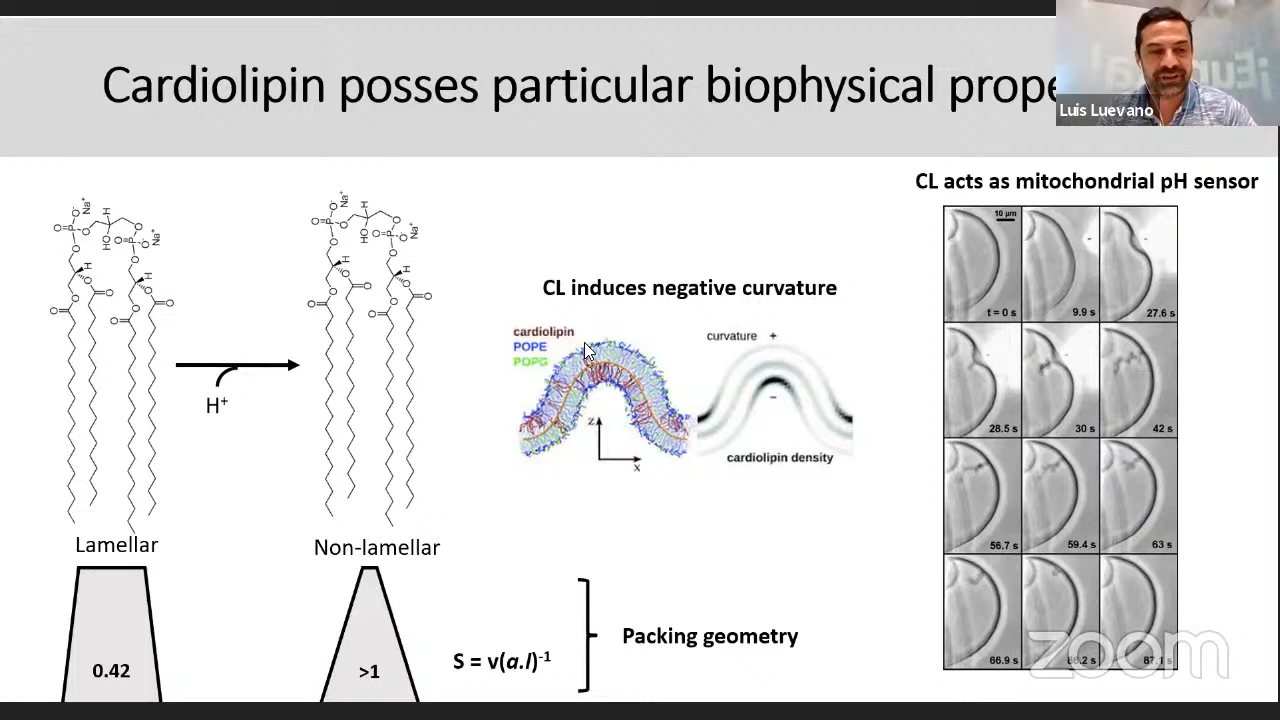 Cardiolipin posses particular biophysical prope
Luis Luevano
CL acts as mitochondrial pH sensor
10 μm
t = 0 s
9.9 s
27.6 s
28.5 s
30 s
42 s
56.7 s
59.4 s
63 s
66.9 s
87.1 s
zoom
CL induces negative curvature
cardiolipin
POPE
POPG
z
x
curvature +
−
cardiolipin density
O
Na⁺
H
HO
P
H⁺
Lamellar
Non-lamellar
0.42
>1
S = v(a.l)⁻¹
Packing geometry